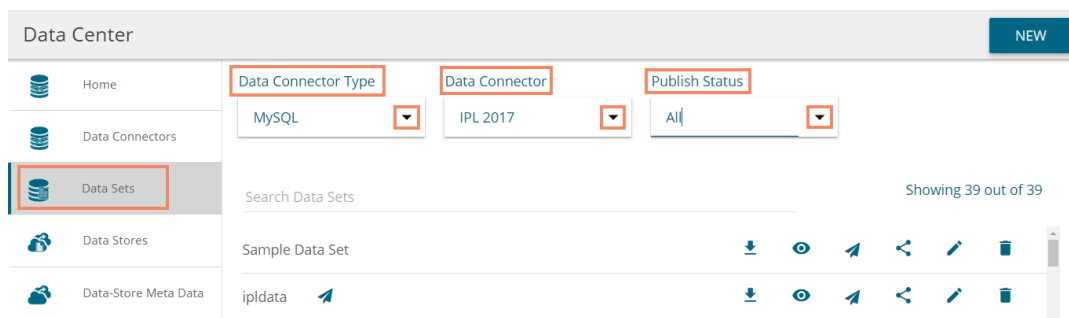 Data Center
NEW
Home
Data Connectors
Data Sets
Data Stores
Data-Store Meta Data
Data Connector Type
Data Connector
Publish Status
MySQL
IPL 2017
All
Search Data Sets
Showing 39 out of 39
Sample Data Set
ipldata